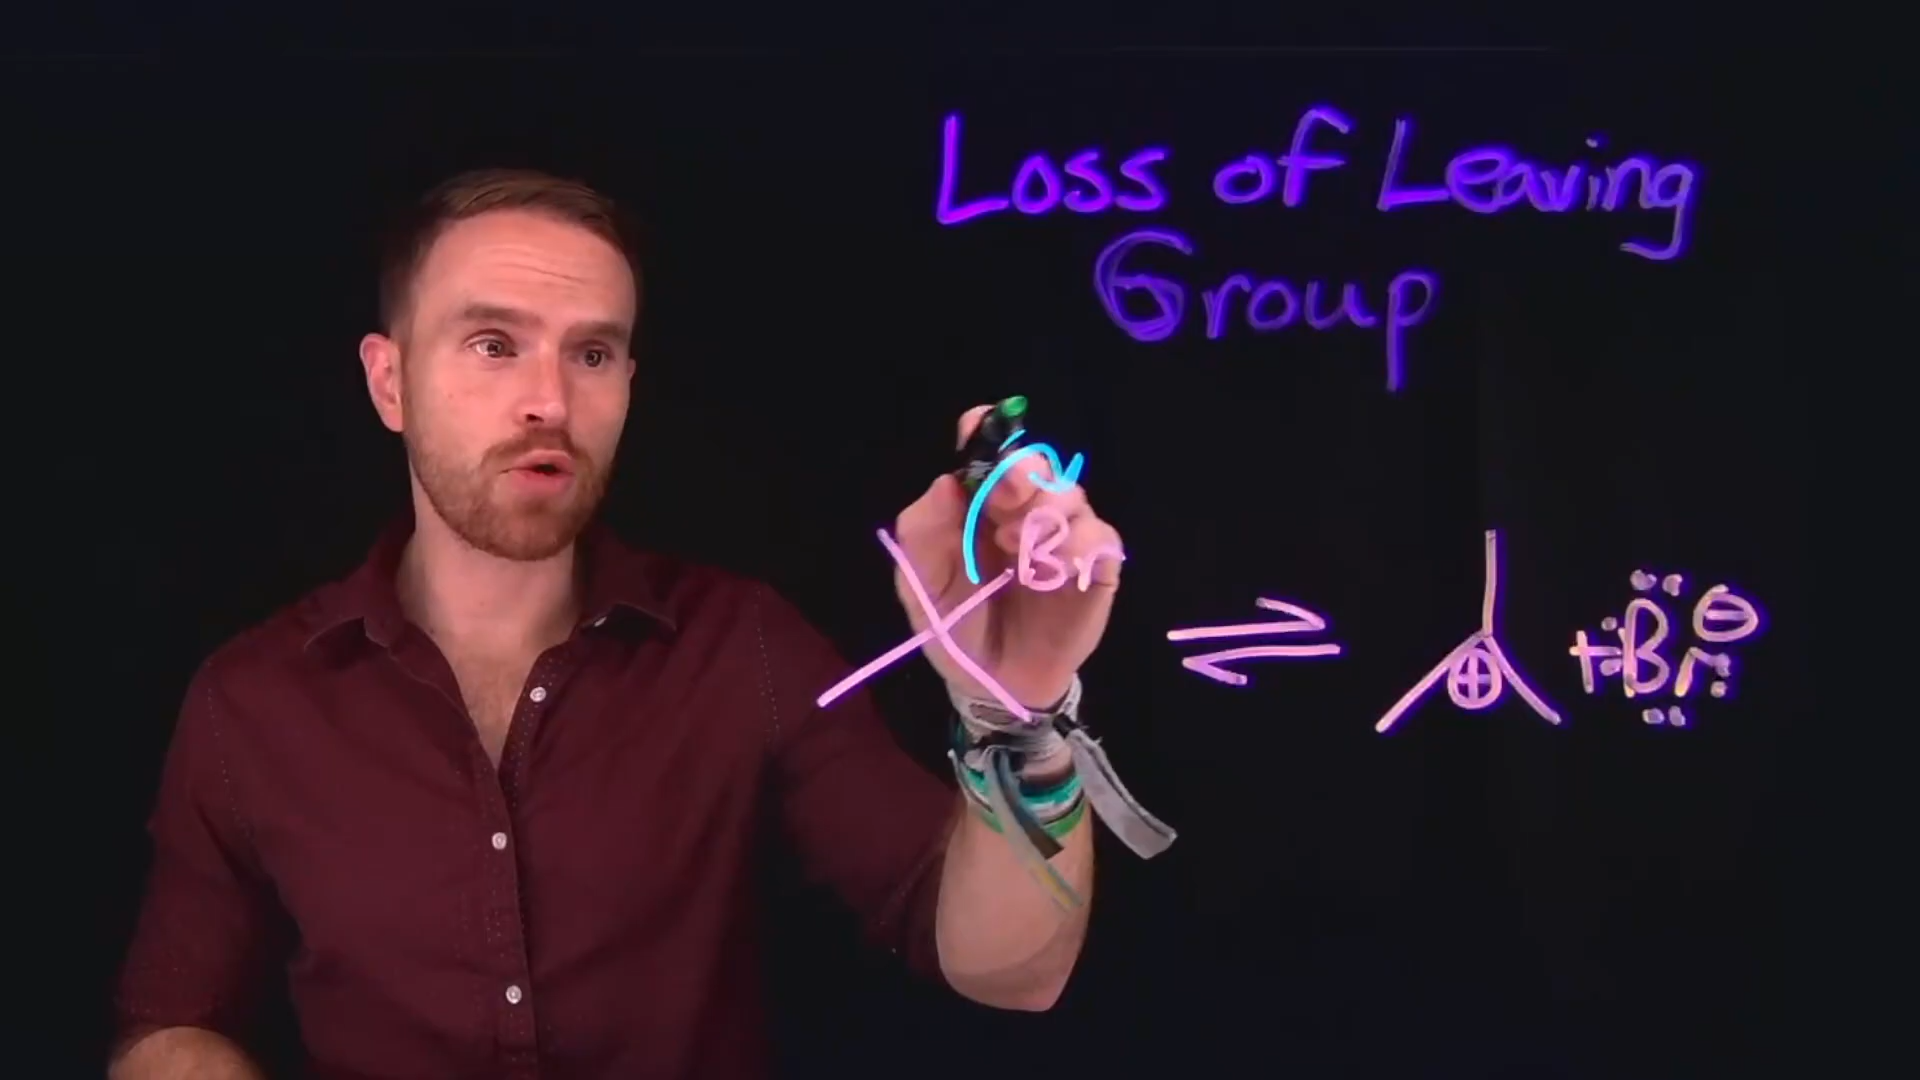 Loss of Leaving
Group
Br
⇌ ⊕ + Br ⊖